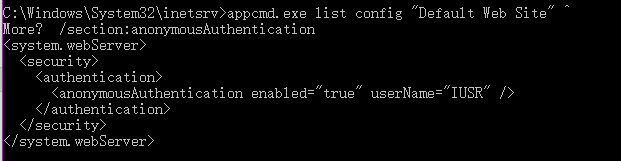 C:\Windows\System32\inetsrv>appcmd.exe list config "Default Web Site" ^
More?  /section:anonymousAuthentication
<system.webServer>
  <security>
    <authentication>
      <anonymousAuthentication enabled="true" userName="IUSR" />
    </authentication>
  </security>
</system.webServer>